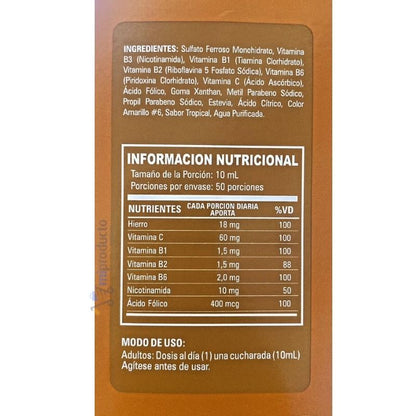 INGREDIENTES: Sulfato Ferroso Monohidrato, Vitamina
B3 (Nicotinamida), Vitamina B1 (Tiamina Clorhidrato),
Vitamina B2 (Riboflavina 5 Fosfato Sódica), Vitamina B6
(Piridoxina Clorhidrato), Vitamina C (Ácido Ascórbico),
Ácido Fólico, Goma Xanthan, Metil Parabeno Sódico,
Propil Parabeno Sódico, Estevia, Ácido Cítrico, Color
Amarillo #6, Sabor Tropical, Agua Purificada.
INFORMACION NUTRICIONAL
Tamaño de la Porción: 10 mL
Porciones por envase: 50 porciones
NUTRIENTES CADA PORCION DIARIA APORTA %VD
Hierro 18 mg 100
Vitamina C 60 mg 100
Vitamina B1 1,5 mg 100
Vitamina B2 1,5 mg 88
Vitamina B6 2,0 mg 100
Nicotinamida 10 mg 50
Ácido Fólico 400 mcg 100
MODO DE USO:
Adultos: Dosis al día (1) una cucharada (10mL)
Agítese antes de usar.